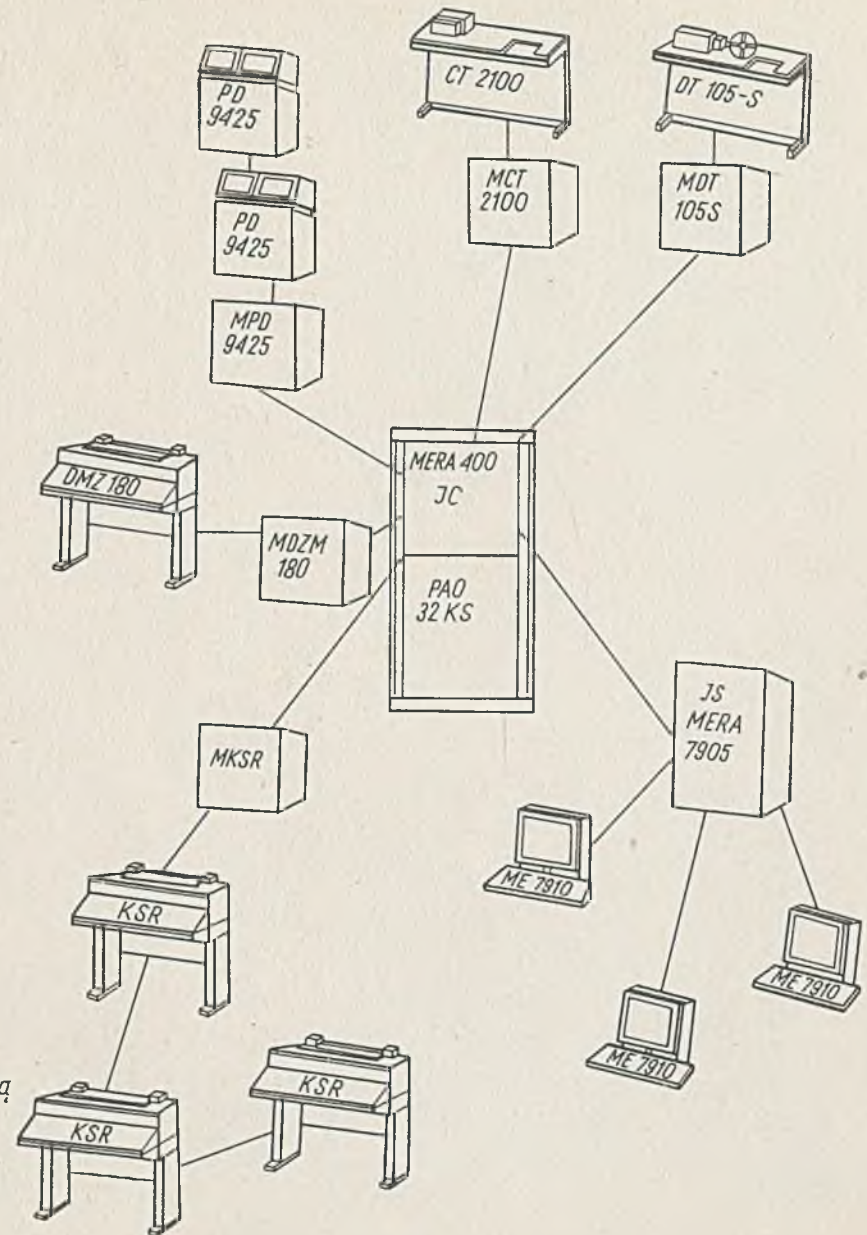 CT 2100
DT 105-S
PD
9425
MCT
2100
MDT
105S
PD
9425
MPD
9425
MERA 400
JC
DMZ 180
MDZM
180
PAO
32 KS
JS
MERA
7905
MKSR
ME 7910
KSR
ME 7910
ME 7910
KSR
KSR
ą